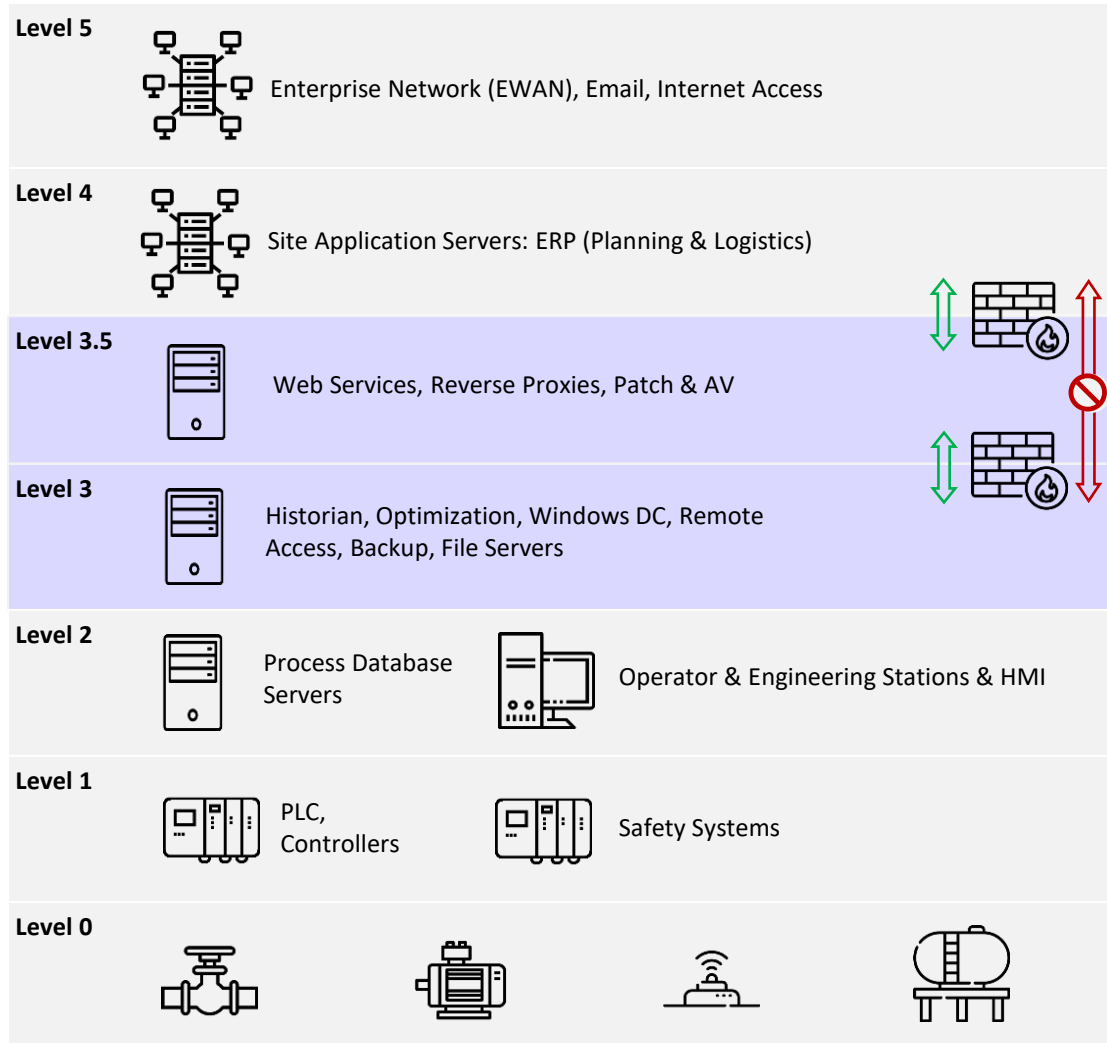 Level 5
Enterprise Network (EWAN), Email, Internet Access
Level 4
Site Application Servers: ERP (Planning & Logistics)
Level 3.5
Web Services, Reverse Proxies, Patch & AV
Level 3
Historian, Optimization, Windows DC, Remote
Access, Backup, File Servers
Level 2
Process Database
Servers
Operator & Engineering Stations & HMI
Level 1
PLC,
Controllers
Safety Systems
Level 0